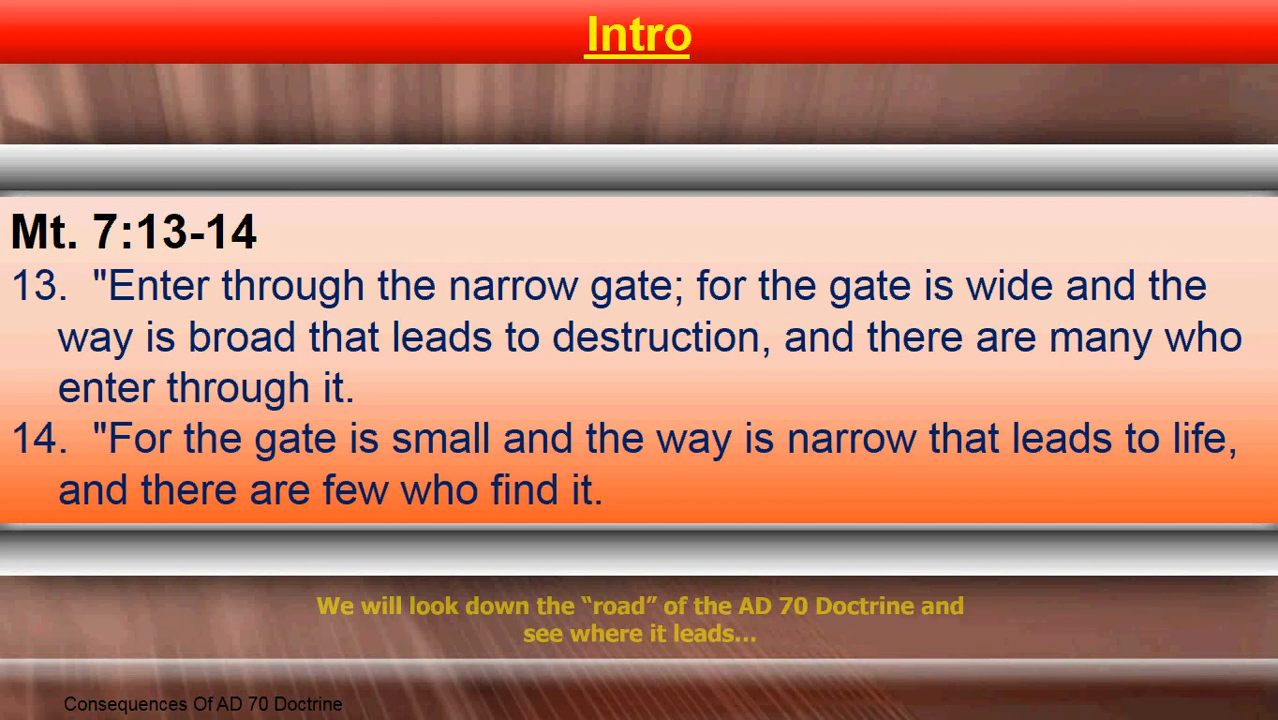 Intro
Mt. 7:13-14
13. "Enter through the narrow gate; for the gate is wide and the
way is broad that leads to destruction, and there are many who
enter through it.
14. "For the gate is small and the way is narrow that leads to life,
and there are few who find it.
We will look down the “road” of the AD 70 Doctrine and
see where it leads…
Consequences Of AD 70 Doctrine